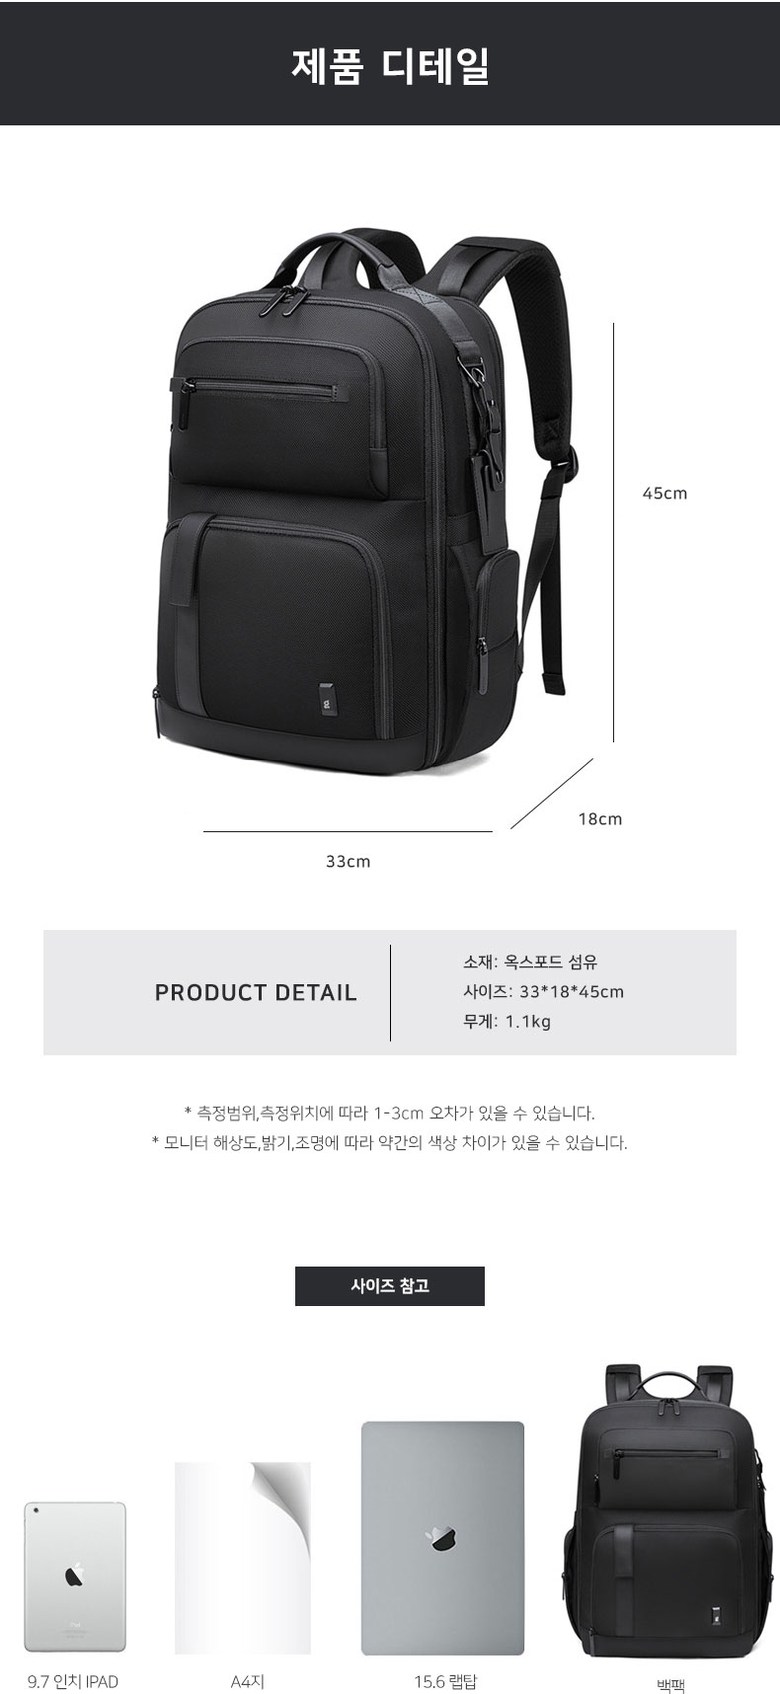 제품 디테일
45cm
18cm
33cm
PRODUCT DETAIL
소재: 옥스포드 섬유
사이즈: 33*18*45cm
무게: 1.1kg
* 측정범위,측정위치에 따라 1-3cm 오차가 있을 수 있습니다.
* 모니터 해상도,밝기,조명에 따라 약간의 색상 차이가 있을 수 있습니다.
사이즈 참고
9.7 인치 IPAD
A4지
15.6 랩탑
백팩